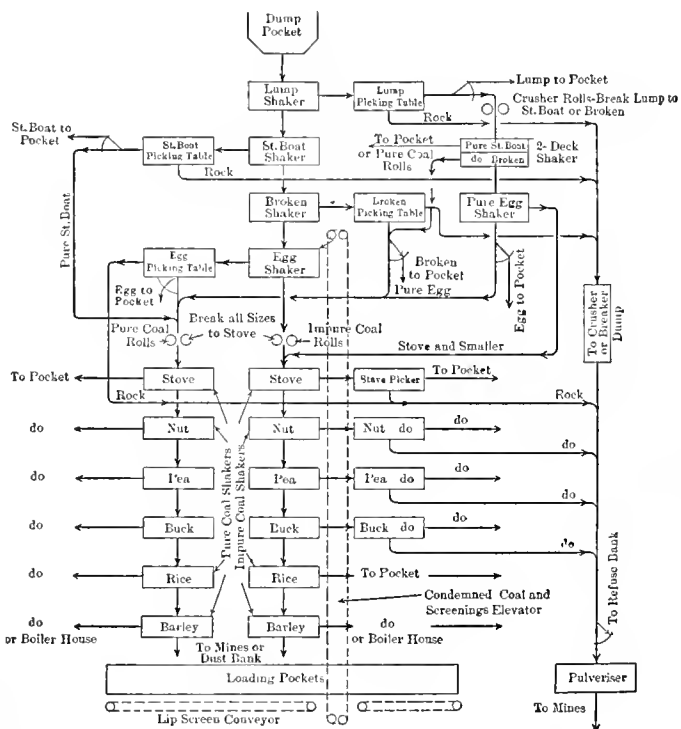 Dump
Pocket
Lump
Shaker
Lump
Picking Table
Lump to Pocket
Rock
Crusher Rolls-Break Lump to
St. Boat or Broken
St. Boat to
Pocket
St. Boat
Picking Table
St. Boat
Shaker
To Pocket
or Pure Coal
Rolls
Pure St. Boat
do Broken
2-Deck
Shaker
Rock
Pure St. Boat
Broken
Shaker
Broken
Picking Table
Pure Egg
Shaker
Egg
Picking Table
Egg
Shaker
Broken
to Pocket
Pure Egg
Egg to Pocket
Egg to
Pocket
Pure Coal
Rolls
Break all Sizes
to Stove
Impure Coal
Rolls
Stove and Smaller
To Crusher
or Breaker
Dump
To Pocket
Stove
Stove
Stove Picker
To Pocket
Rock
Rock
do
Nut
Nut
Nut do
do
do
do
Pea
Pea
Pea do
do
do
Pure Coal Shakers
Impure Coal Shakers
do
Buck
Buck
Buck do
do
do
do
Rice
Rice
To Pocket
Condemned Coal and
Screenings Elevator
To Refuse Bank
do
or Boiler House
Barley
Barley
do
or Boiler House
To Mines or
Dust Bank
Loading Pockets
Pulveriser
Lip Screen Conveyor
To Mines